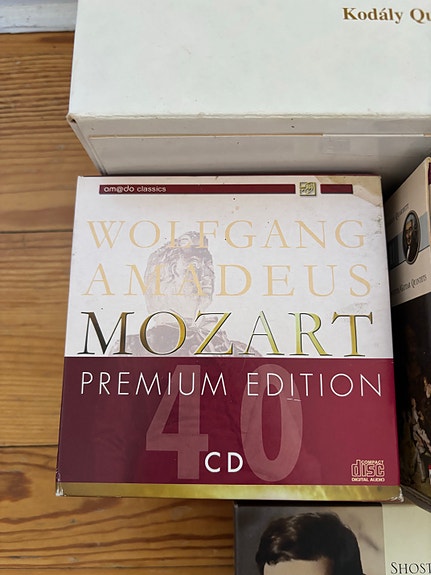 Kodály Qu
am@do classics
WOLFGANG
AMADEUS
MOZART
PREMIUM EDITION
40
CD
COMPACT
disc
DIGITAL AUDIO
SHOST